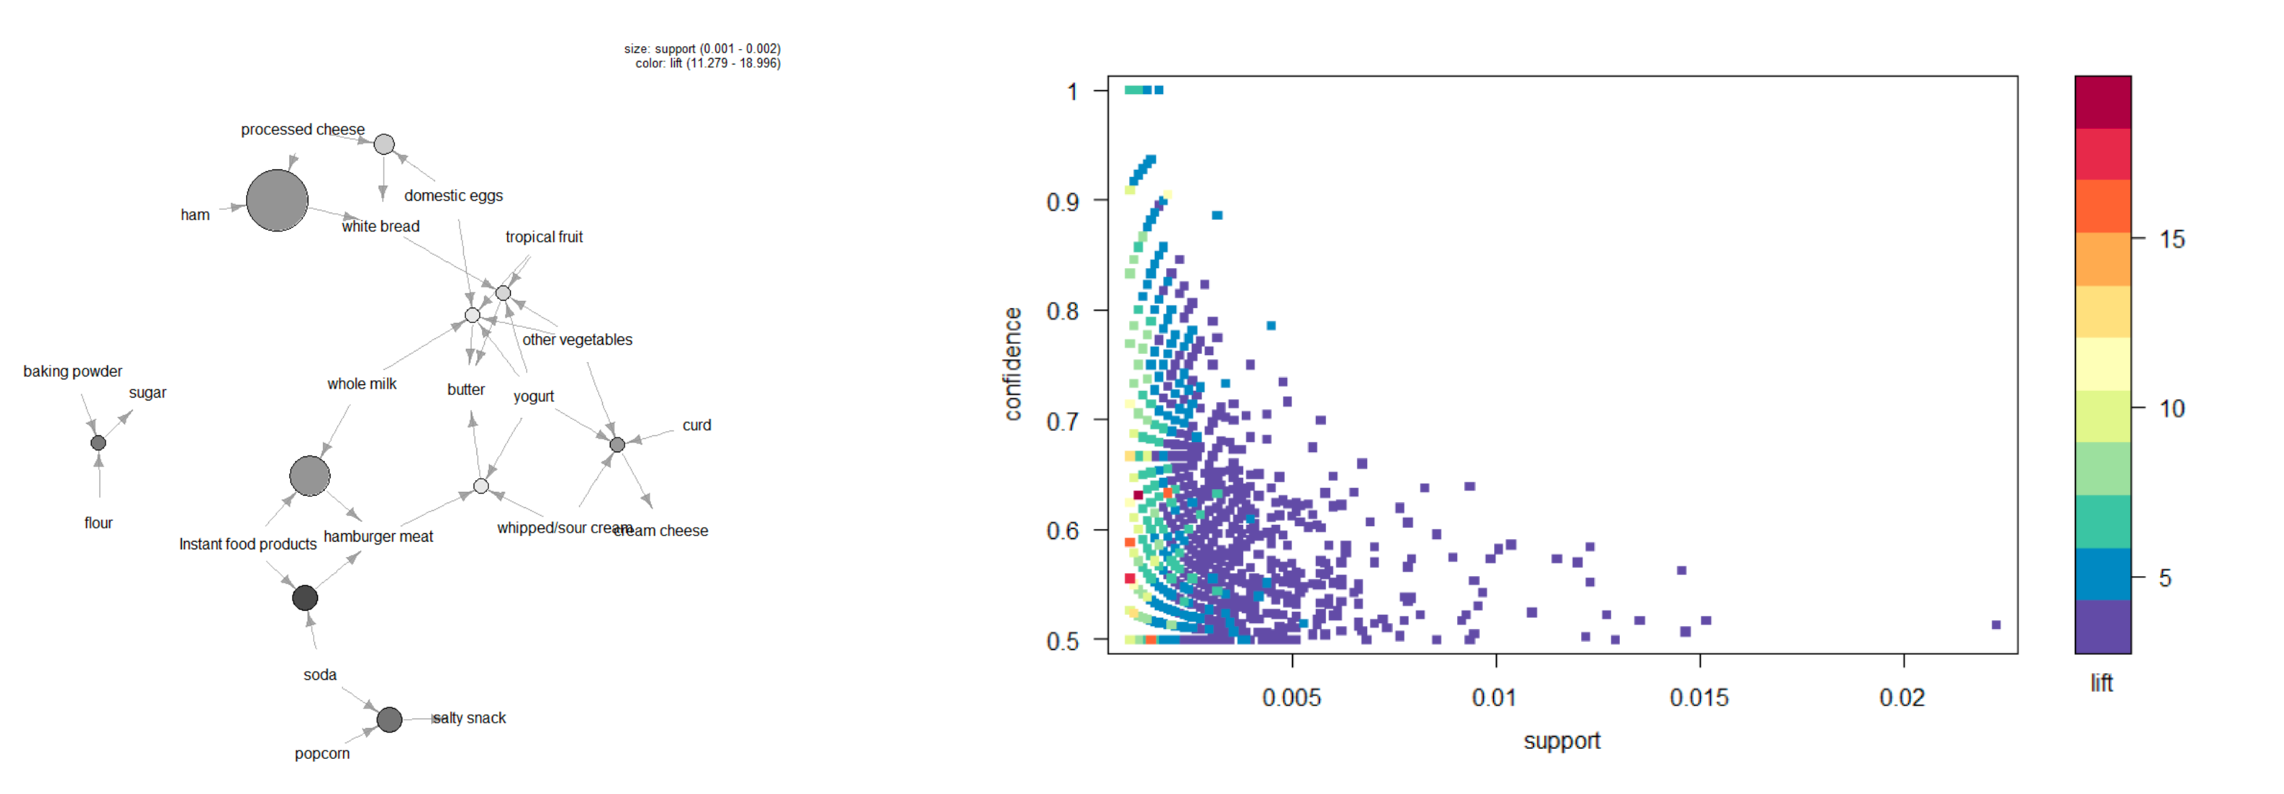 size: support (0.001 - 0.002)
color: lift (11.279 - 18.996)
processed cheese
domestic eggs
ham
white bread
tropical fruit
other vegetables
baking powder
sugar
whole milk
butter
yogurt
curd
flour
Instant food products
hamburger meat
whipped/sour cream
cream cheese
soda
salty snack
popcorn
1
0.9
0.8
0.7
0.6
0.5
confidence
0.005
0.01
0.015
0.02
support
15
10
5
lift